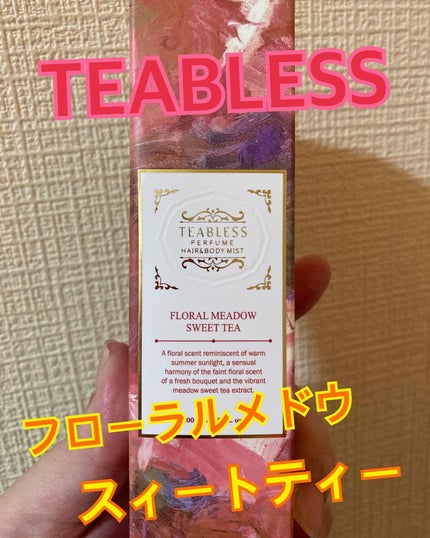 TEABLESS
TEABLESS
PERFUME
HAIR&BODY MIST
FLORAL MEADOW
SWEET TEA
A floral scent reminiscent of warm
summer sunlight, a sensual
harmony of the faint floral scent
of a fresh bouquet and the vibrant
meadow sweet tea extract.
フローラルメドウ
スィートティー